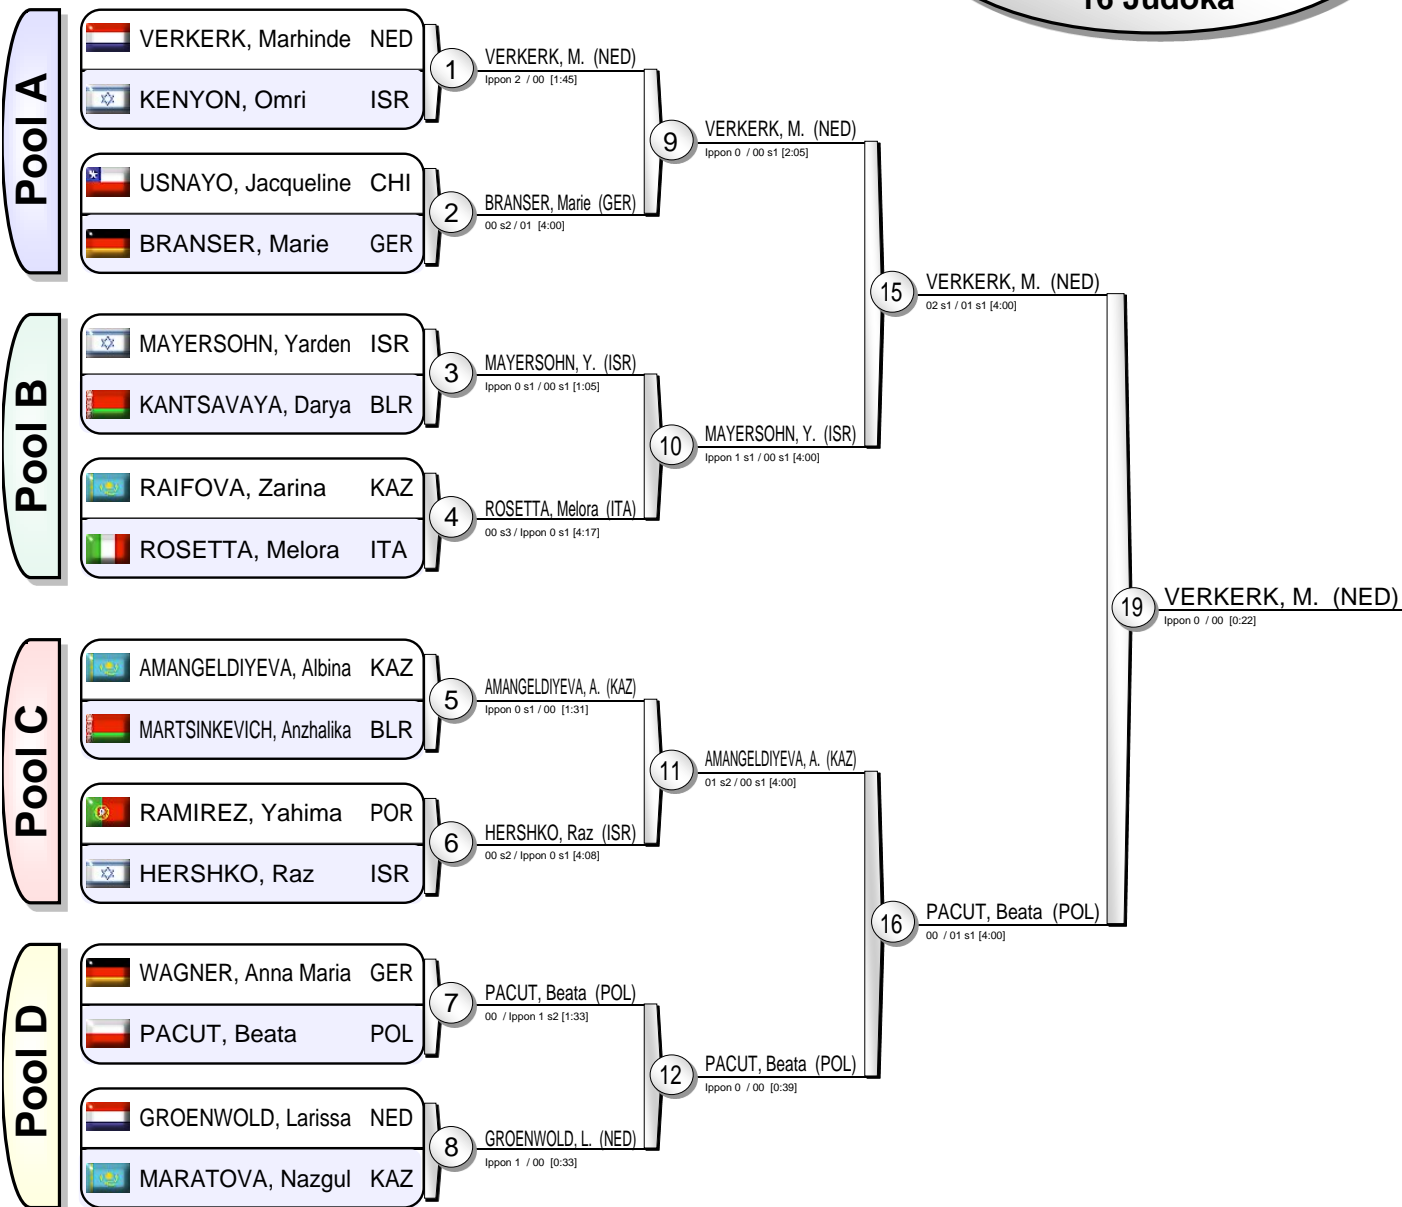 16 Judoka
Pool A
VERKERK, Marhinde NED
KENYON, Omri ISR
USNAYO, Jacqueline CHI
BRANSER, Marie GER
Pool B
MAYERSOHN, Yarden ISR
KANTSAVAYA, Darya BLR
RAIFOVA, Zarina KAZ
ROSETTA, Melora ITA
Pool C
AMANGELDIYEVA, Albina KAZ
MARTSINKEVICH, Anzhalika BLR
RAMIREZ, Yahima POR
HERSHKO, Raz ISR
Pool D
WAGNER, Anna Maria GER
PACUT, Beata POL
GROENWOLD, Larissa NED
MARATOVA, Nazgul KAZ
1
VERKERK, M. (NED)
Ippon 2 / 00 [1:45]
2
BRANSER, Marie (GER)
00 s2 / 01 [4:00]
3
MAYERSOHN, Y. (ISR)
Ippon 0 s1 / 00 s1 [1:05]
4
ROSETTA, Melora (ITA)
00 s3 / Ippon 0 s1 [4:17]
5
AMANGELDIYEVA, A. (KAZ)
Ippon 0 s1 / 00 [1:31]
6
HERSHKO, Raz (ISR)
00 s2 / Ippon 0 s1 [4:08]
7
PACUT, Beata (POL)
00 / Ippon 1 s2 [1:33]
8
GROENWOLD, L. (NED)
Ippon 1 / 00 [0:33]
9
VERKERK, M. (NED)
Ippon 0 / 00 s1 [2:05]
10
MAYERSOHN, Y. (ISR)
Ippon 1 s1 / 00 s1 [4:00]
11
AMANGELDIYEVA, A. (KAZ)
01 s2 / 00 s1 [4:00]
12
PACUT, Beata (POL)
Ippon 0 / 00 [0:39]
15
VERKERK, M. (NED)
02 s1 / 01 s1 [4:00]
16
PACUT, Beata (POL)
00 / 01 s1 [4:00]
19
VERKERK, M. (NED)
Ippon 0 / 00 [0:22]